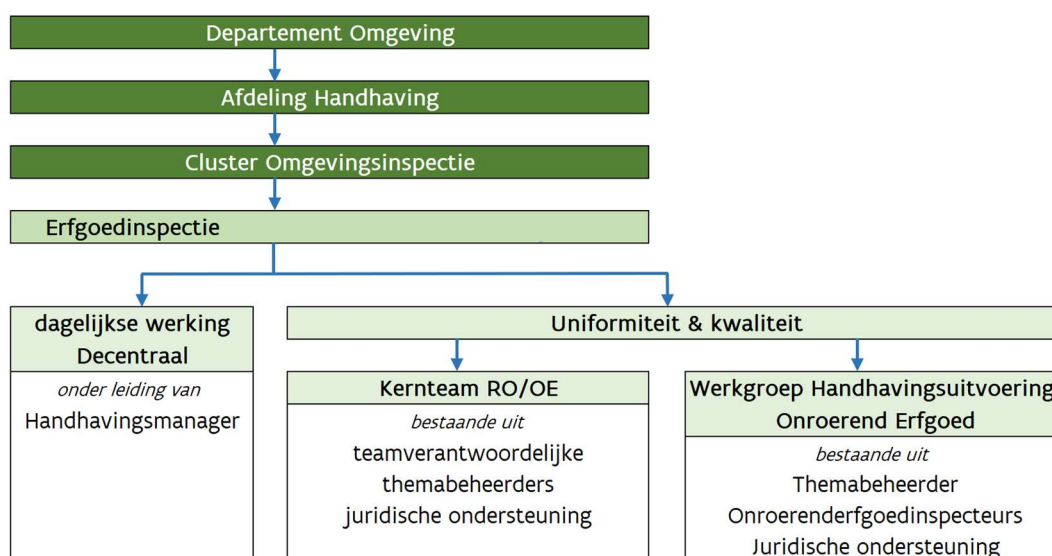 Departement Omgeving
Afdeling Handhaving
Cluster Omgevingsinspectie
Erfgoedinspectie
dagelijkse werking
Decentraal
onder leiding van
Handhavingsmanager
Uniformiteit & kwaliteit
Kernteam RO/OE
bestaande uit
teamverantwoordelijke
themabeheerders
juridische ondersteuning
Werkgroep Handhavingsuitvoering
Onroerend Erfgoed
bestaande uit
Themabeheerder
Onroerenderfgoedinspecteurs
Juridische ondersteuning